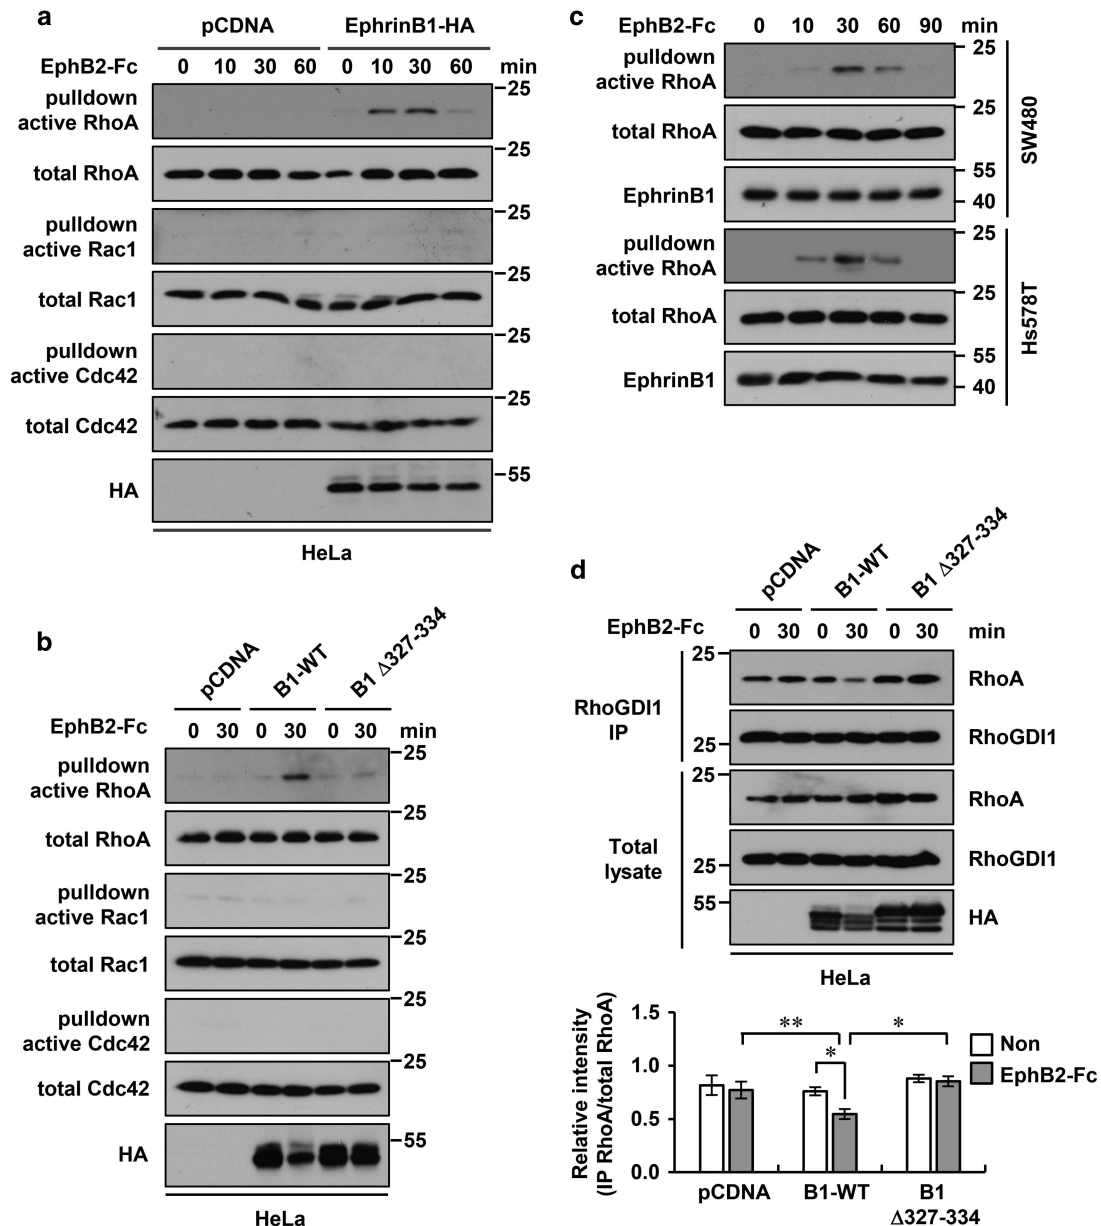 a
pCDNA EphrinB1-HA
EphB2-Fc 0 10 30 60 0 10 30 60 min
pulldown
active RhoA
25
total RhoA
25
pulldown
active Rac1
25
total Rac1
25
pulldown
active Cdc42
25
total Cdc42
25
HA
55
HeLa
b
pCDNA B1-WT B1 Δ327-334
EphB2-Fc 0 30 0 30 0 30 min
pulldown
active RhoA
25
total RhoA
25
pulldown
active Rac1
25
total Rac1
25
pulldown
active Cdc42
25
total Cdc42
25
HA
55
HeLa
c
EphB2-Fc 0 10 30 60 90 min
pulldown
active RhoA
25
total RhoA
25
EphrinB1
55
40
SW480
pulldown
active RhoA
25
total RhoA
25
EphrinB1
55
40
Hs578T
d
pCDNA B1-WT B1 Δ327-334
EphB2-Fc 0 30 0 30 0 30 min
RhoGDI1
IP
25 RhoA
25 RhoGDI1
Total
lysate
25 RhoA
25 RhoGDI1
55 HA
HeLa
Relative intensity
(IP RhoA/total RhoA)
1.5
1.0
0.5
0.0
** *
*
Non
EphB2-Fc
pCDNA B1-WT B1
Δ327-334